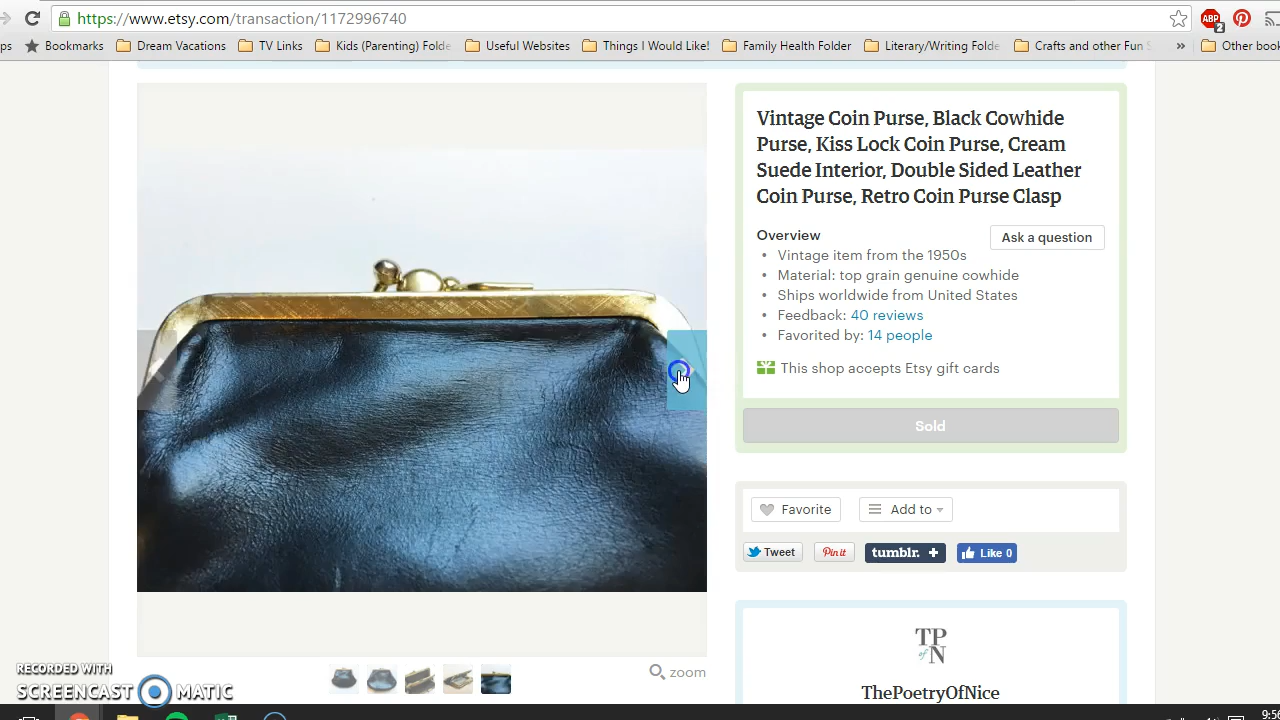 https://www.etsy.com/transaction/1172996740
ABP
2
ps Bookmarks Dream Vacations TV Links Kids (Parenting) Folde Useful Websites Things I Would Like! Family Health Folder Literary/Writing Folde Crafts and other Fun S » Other book
Vintage Coin Purse, Black Cowhide
Purse, Kiss Lock Coin Purse, Cream
Suede Interior, Double Sided Leather
Coin Purse, Retro Coin Purse Clasp
Overview
Ask a question
• Vintage item from the 1950s
• Material: top grain genuine cowhide
• Ships worldwide from United States
• Feedback: 40 reviews
• Favorited by: 14 people
This shop accepts Etsy gift cards
Sold
Favorite Add to
Tweet Pin it tumblr. + Like 0
TP
of N
ThePoetryOfNice
zoom
RECORDED WITH
SCREENCAST MATIC